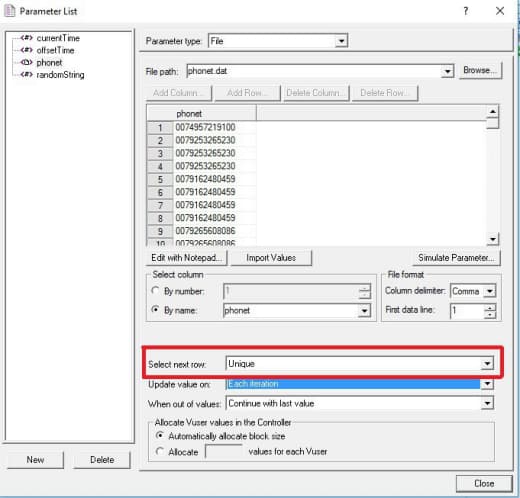 Parameter List
? X
<#> currentTime
<#> offsetTime
phonet
<#> randomString
Parameter type: File
File path: phonet.dat Browse...
Add Column... Add Row... Delete Column... Delete Row...
phonet
1 0074957219100
2 0079253265230
3 0079253265230
4 0079253265230
5 0079162480459
6 0079162480459
7 0079162480459
8 0079162480459
9 0079265608086
10 0079265608086
Edit with Notepad... Import Values Simulate Parameter...
Select column
By number: 1
By name: phonet
File format
Column delimiter: Comma
First data line: 1
Select next row: Unique
Update value on: Each iteration
When out of values: Continue with last value
Allocate Vuser values in the Controller
Automatically allocate block size
Allocate values for each Vuser
New Delete
Close